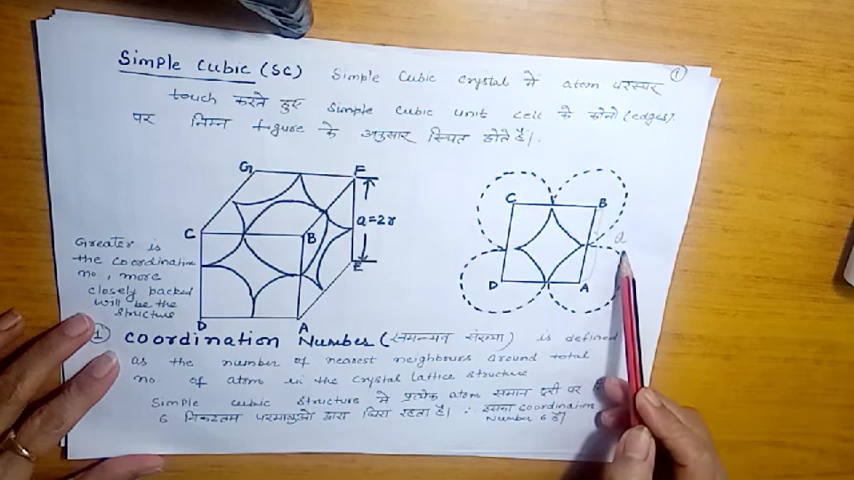 ①
Simple Cubic (SC) Simple Cubic crystal में atom परस्पर
touch करते हुए Simple cubic unit cell के कोनो (edges)
पर निम्न figure के अनुसार स्थित होते हैं।
G F
C B
a=2r
E
D A
C B
a
D A
Greater is
the coordination
no, more
closely packed
will be the
structure
① Coordination Number (समन्वय संख्या) is defined
as the number of nearest neighbours around total
no of atom in the crystal lattice structure
Simple cubic structure में प्रत्येक atom समान दूरी पर
6 निकटतम परमाणुओ द्वारा घिरा रहता है। ∴ इसका coordination
Number 6 है।